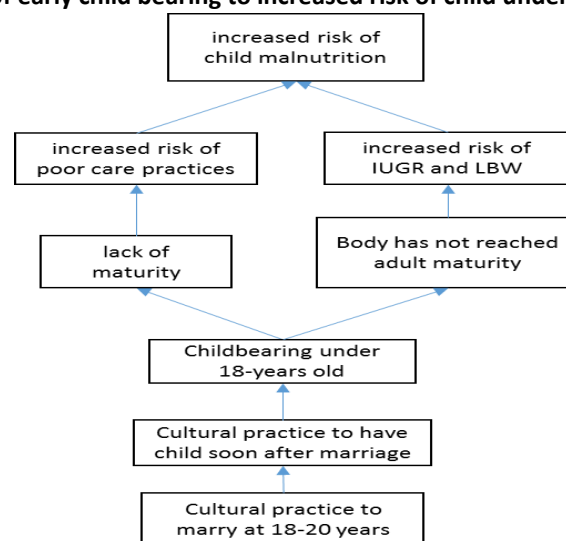 of early child bearing to increased risk of child under
increased risk of
child malnutrition
increased risk of
poor care practices
increased risk of
IUGR and LBW
lack of
maturity
Body has not reached
adult maturity
Childbearing under
18-years old
Cultural practice to have
child soon after marriage
Cultural practice to
marry at 18-20 years